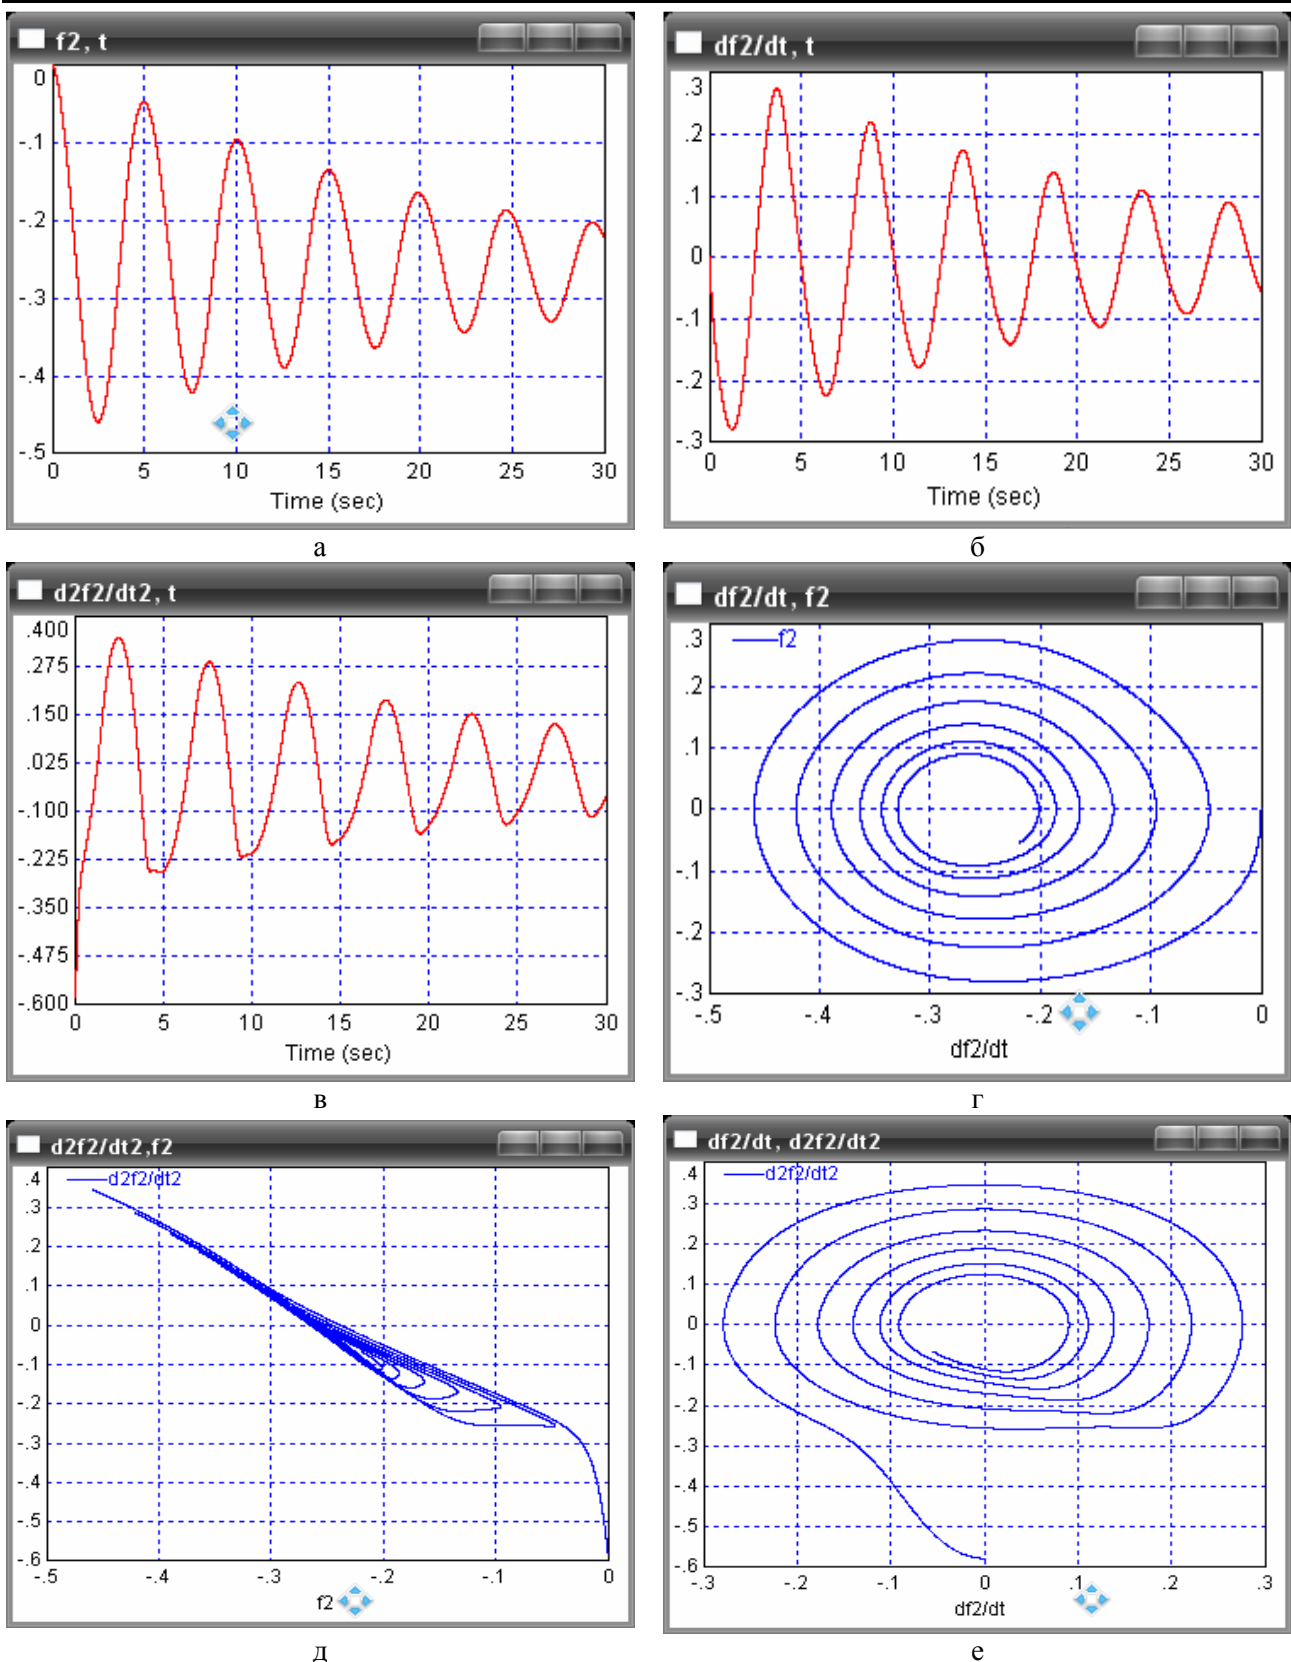 f2, t
0
-.1
-.2
-.3
-.4
-.5
0 5 10 15 20 25 30
Time (sec)
а
df2/dt, t
.3
.2
.1
0
-.1
-.2
-.3
0 5 10 15 20 25 30
Time (sec)
б
d2f2/dt2, t
.400
.275
.150
.025
-.100
-.225
-.350
-.475
-.600
0 5 10 15 20 25 30
Time (sec)
в
df2/dt, f2
f2
.3
.2
.1
0
-.1
-.2
-.3
-.5 -.4 -.3 -.2 -.1 0
df2/dt
г
d2f2/dt2,f2
d2f2/dt2
.4
.3
.2
.1
0
-.1
-.2
-.3
-.4
-.5
-.6
-.5 -.4 -.3 -.2 -.1 0
f2
д
df2/dt, d2f2/dt2
d2f2/dt2
.4
.3
.2
.1
0
-.1
-.2
-.3
-.4
-.5
-.6
-.3 -.2 -.1 0 .1 .2 .3
df2/dt
е